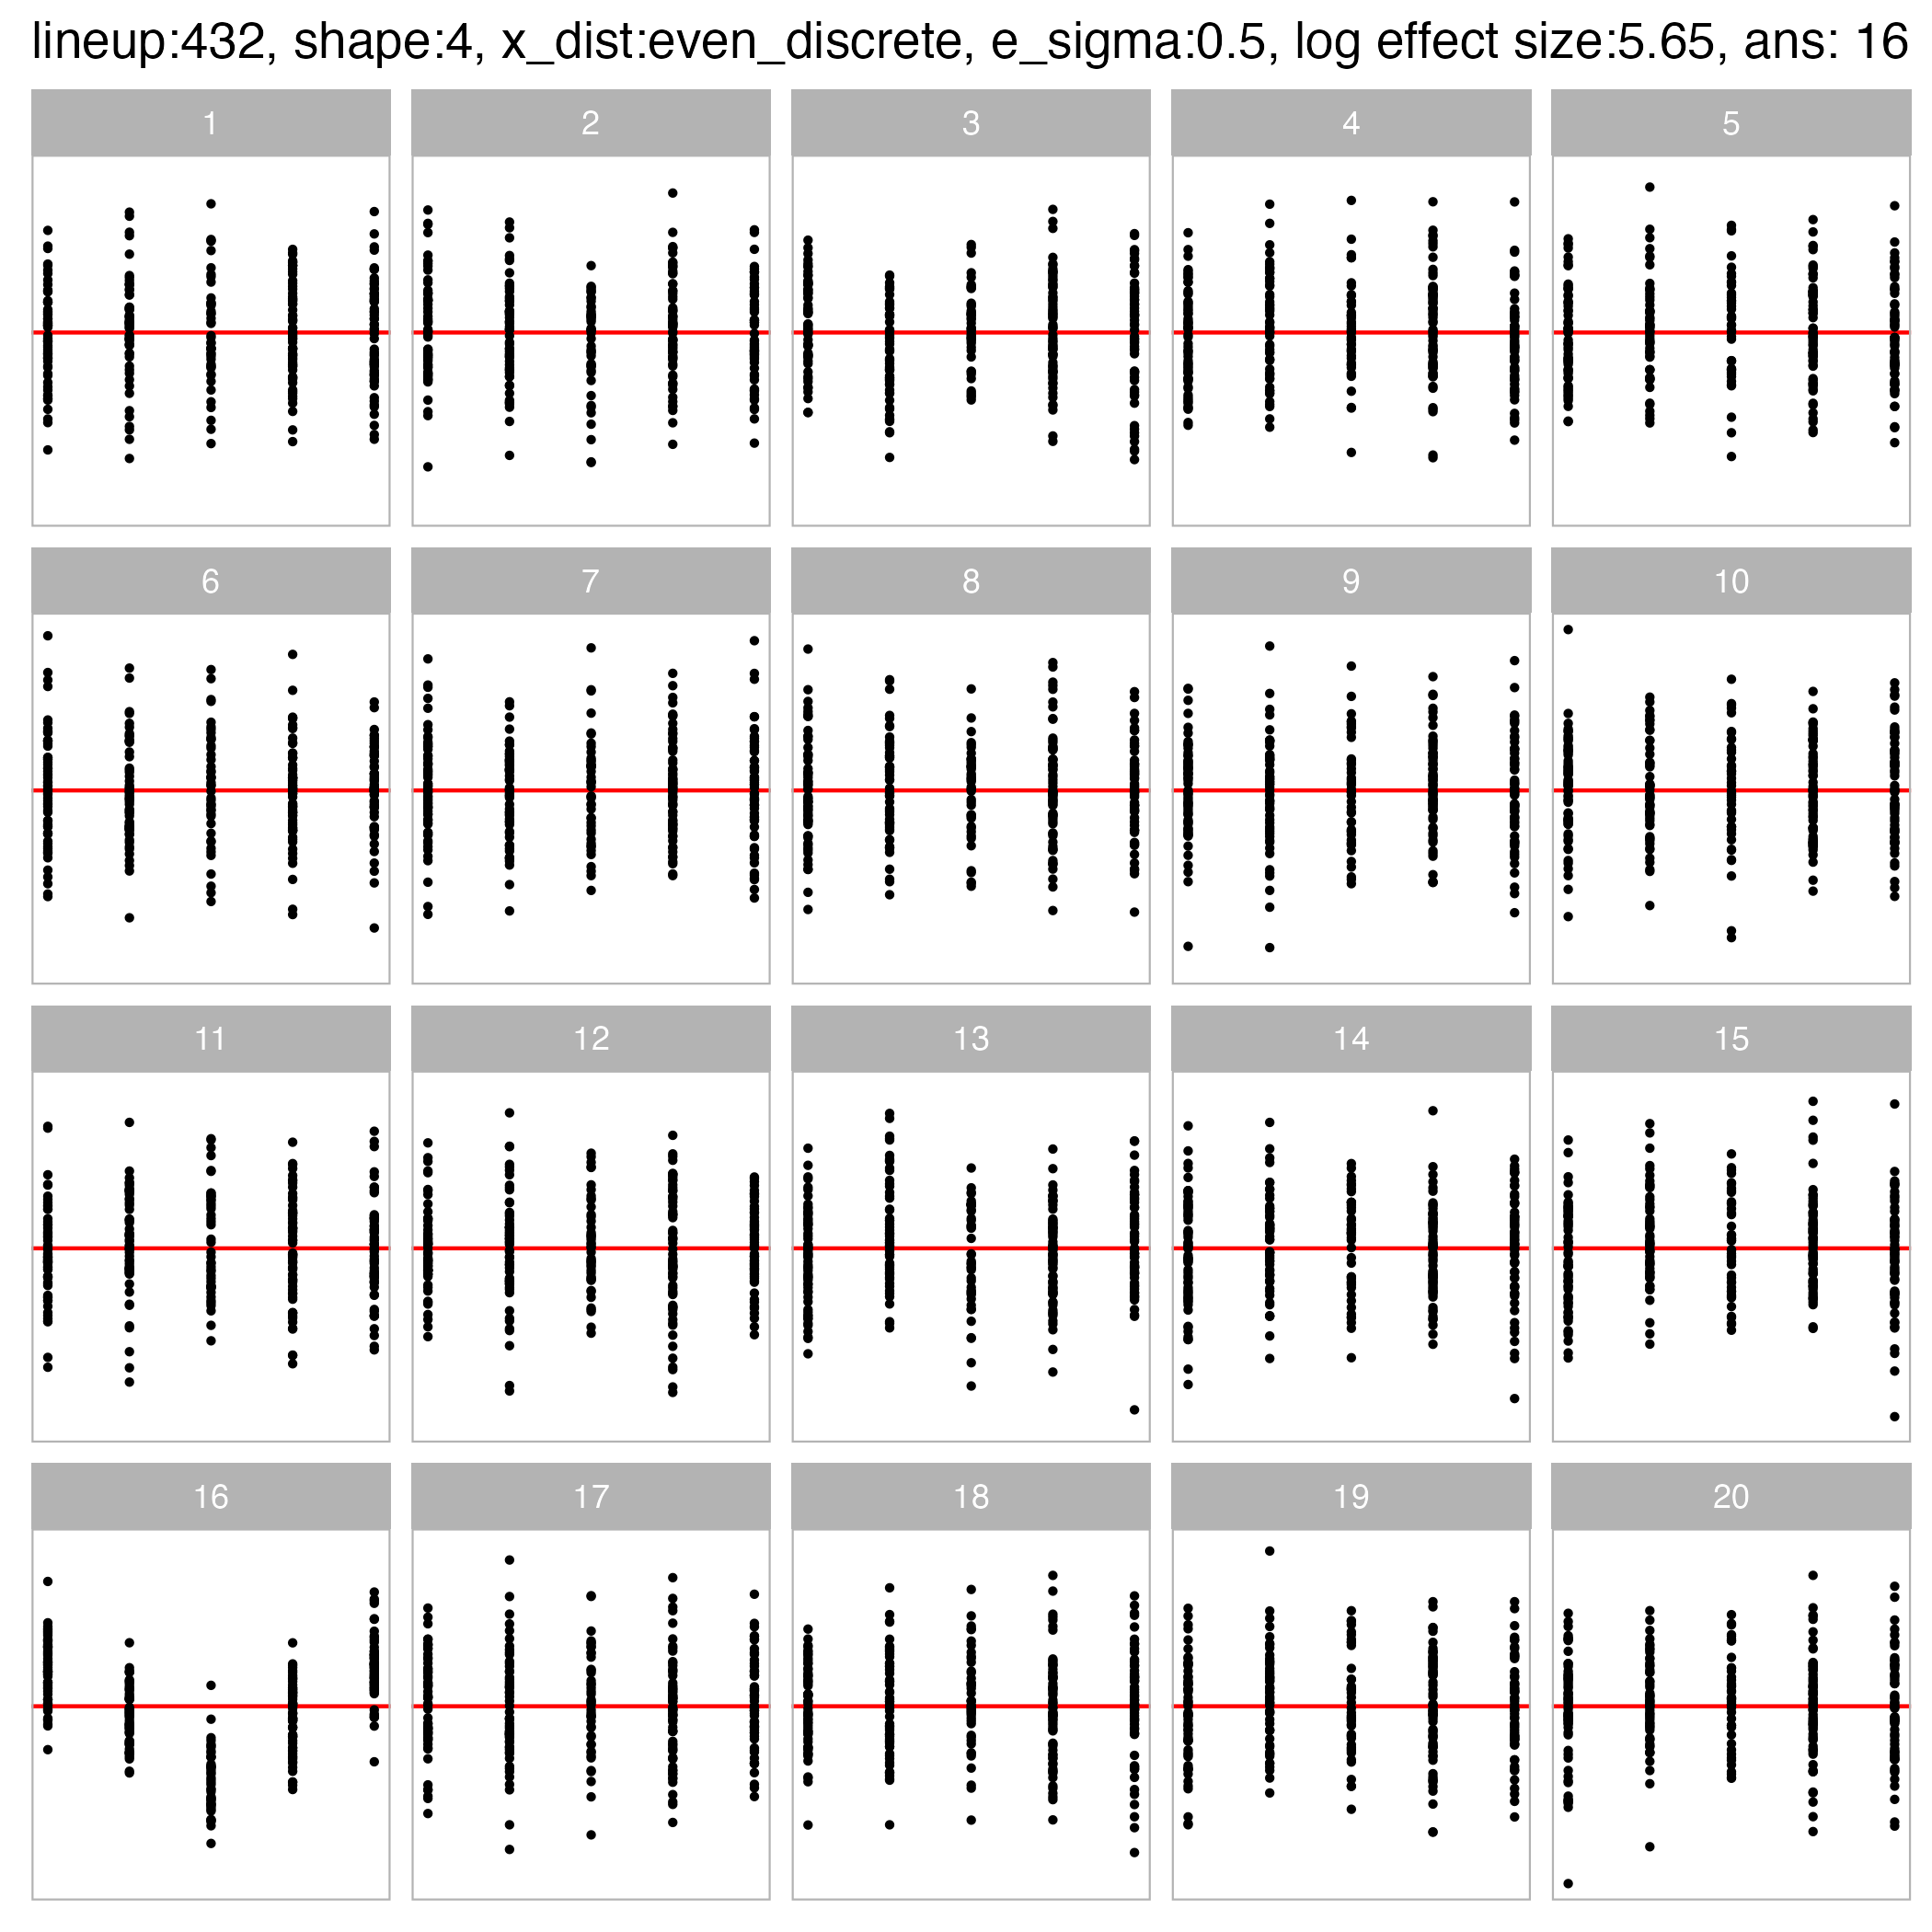 lineup:432, shape:4, x_dist:even_discrete, e_sigma:0.5, log effect size:5.65, ans: 16
1 2 3 4 5
6 7 8 9 10
11 12 13 14 15
16 17 18 19 20